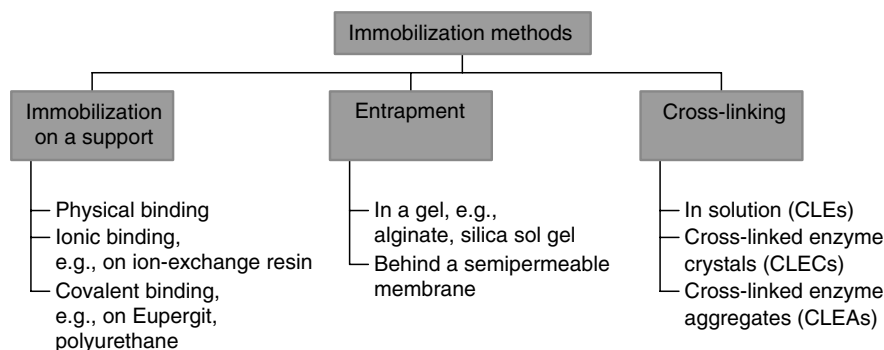 Immobilization methods
Immobilization
on a support
Physical binding
Ionic binding,
e.g., on ion-exchange resin
Covalent binding,
e.g., on Eupergit,
polyurethane
Entrapment
In a gel, e.g.,
alginate, silica sol gel
Behind a semipermeable
membrane
Cross-linking
In solution (CLEs)
Cross-linked enzyme
crystals (CLECs)
Cross-linked enzyme
aggregates (CLEAs)